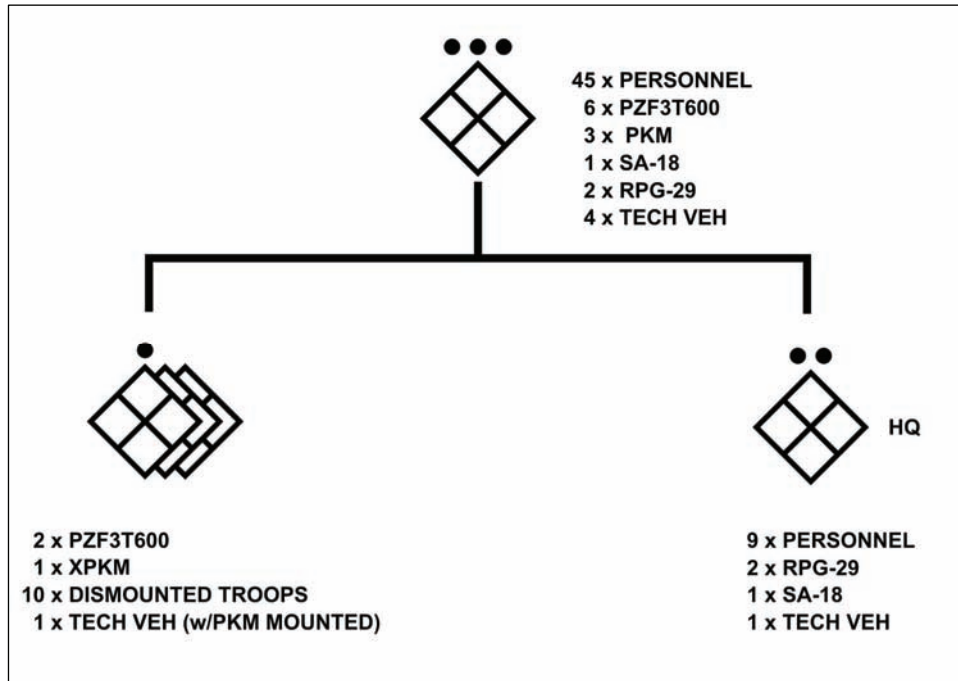 45 x PERSONNEL
6 x PZF3T600
3 x PKM
1 x SA-18
2 x RPG-29
4 x TECH VEH
HQ
2 x PZF3T600
1 x XPKM
10 x DISMOUNTED TROOPS
1 x TECH VEH (w/PKM MOUNTED)
9 x PERSONNEL
2 x RPG-29
1 x SA-18
1 x TECH VEH